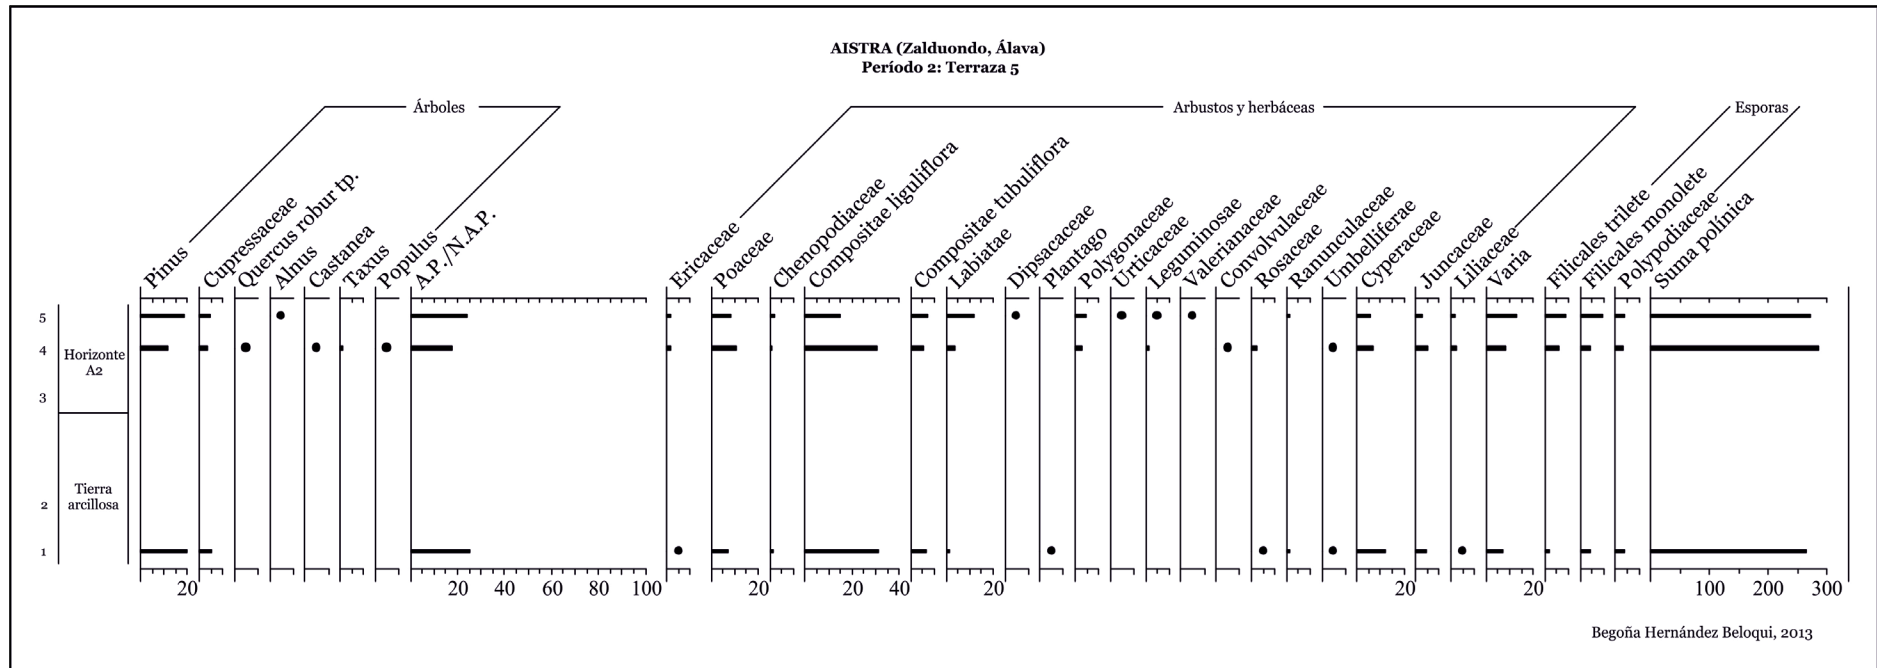 AISTRA (Zalduondo, Álava)
Período 2: Terraza 5
Árboles
Arbustos y herbáceas
Esporas
Pinus
Cupressaceae
Quercus robur tp.
Alnus
Castanea
Taxus
Populus
A.P./N.A.P.
Ericaceae
Poaceae
Chenopodiaceae
Compositae liguliflora
Compositae tubuliflora
Labiatae
Dipsacaceae
Plantago
Polygonaceae
Urticaceae
Leguminosae
Valerianaceae
Convolvulaceae
Rosaceae
Ranunculaceae
Umbelliferae
Cyperaceae
Juncaceae
Liliaceae
Varia
Filicales trilete
Filicales monolete
Polypodiaceae
Suma polínica
5
4
Horizonte
A2
3
Tierra
arcillosa
2
1
20 20 40 60 80 100 20 20 40 20 20 20 100 200 300
Begoña Hernández Beloqui, 2013